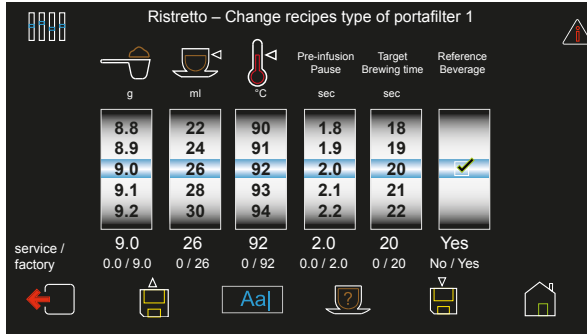 Ristretto – Change recipes type of portafilter 1
Pre-infusion Target Reference
Pause Brewing time Beverage
g ml °C sec sec
8.8 22 90 1.8 18
8.9 24 91 1.9 19
9.0 26 92 2.0 20
9.1 28 93 2.1 21
9.2 30 94 2.2 22
9.0 26 92 2.0 20 Yes
service /
factory 0.0 / 9.0 0 / 26 0 / 92 0.0 / 2.0 0 / 20 No / Yes
Aa|
?